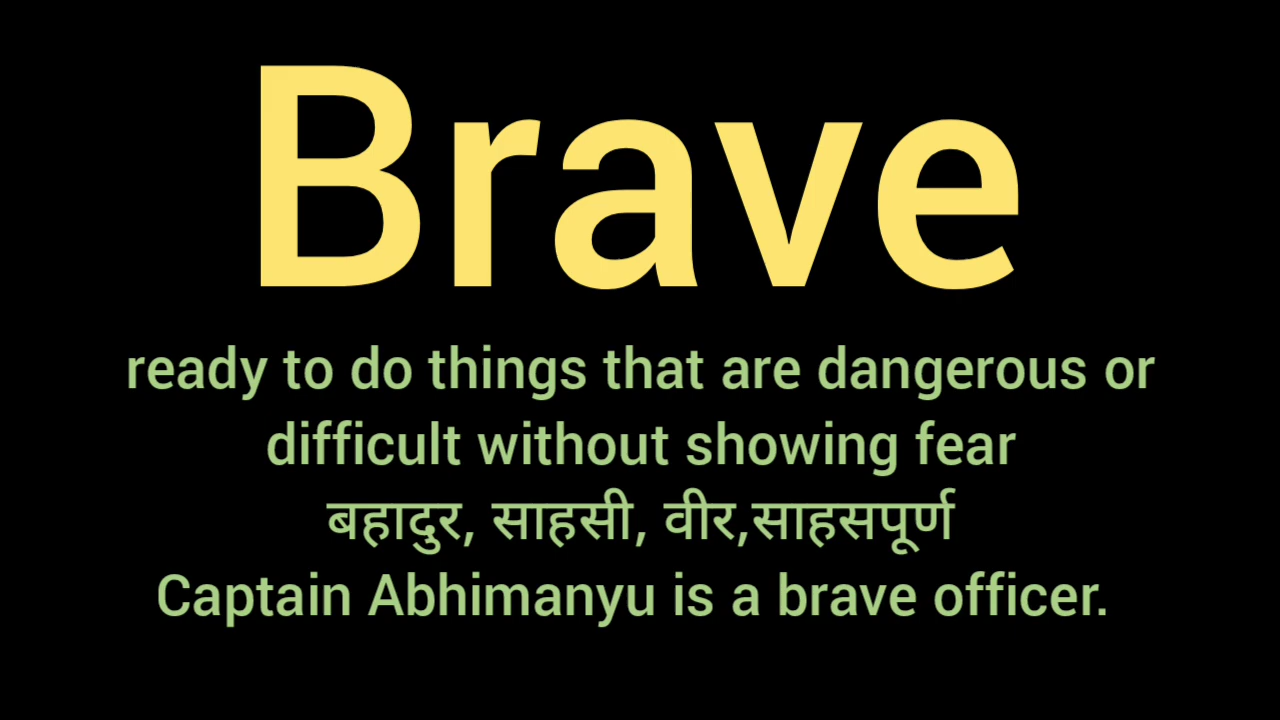 Brave
ready to do things that are dangerous or
difficult without showing fear
बहादुर, साहसी, वीर,साहसपूर्ण
Captain Abhimanyu is a brave officer.